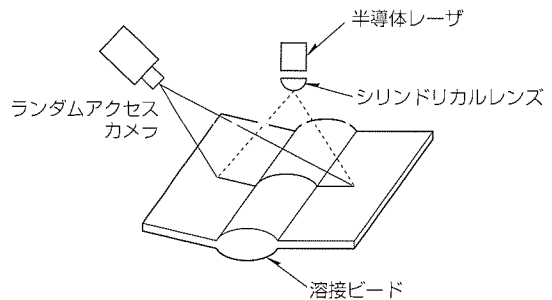 半導体レーザ
シリンドリカルレンズ
ランダムアクセス
カメラ
溶接ビード